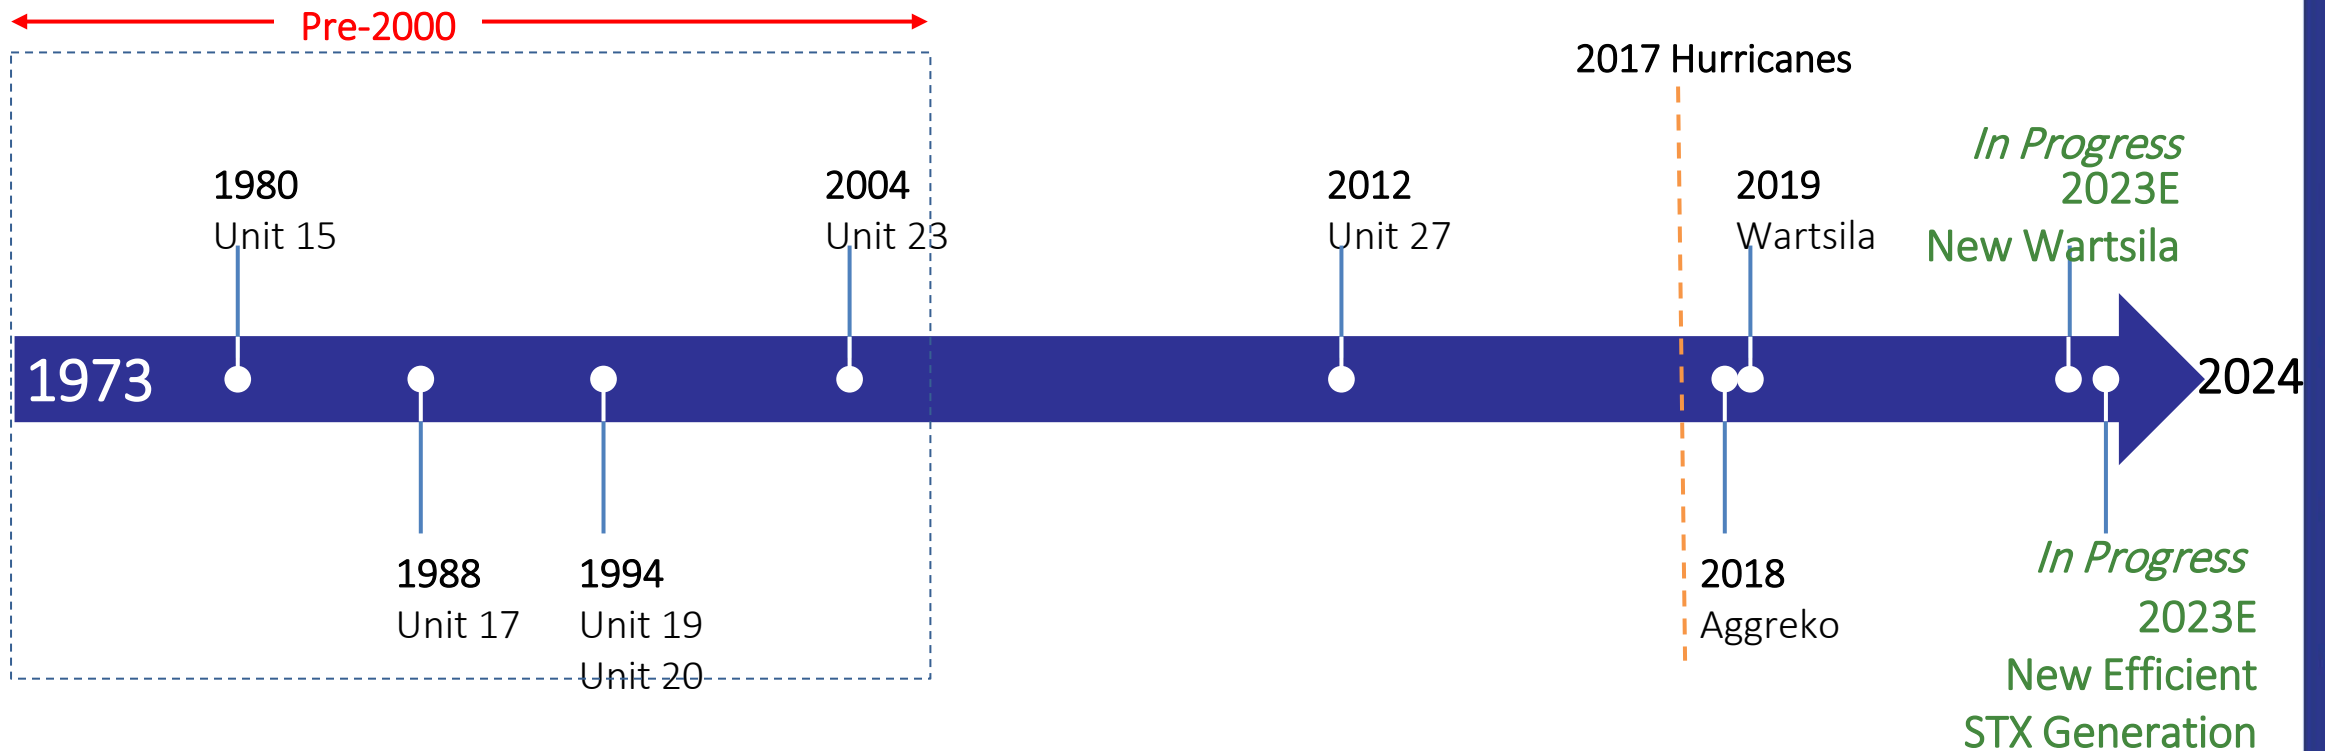 Pre-2000
2017 Hurricanes
1980
Unit 15
2004
Unit 23
2012
Unit 27
2019
Wartsila
In Progress
2023E
New Wartsila
1973
2024
1988
Unit 17
1994
Unit 19
Unit 20
2018
Aggreko
In Progress
2023E
New Efficient
STX Generation